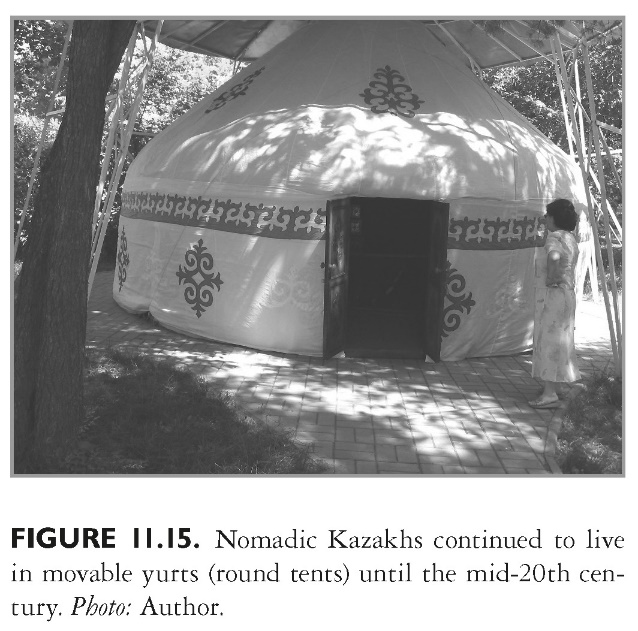 FIGURE 11.15. Nomadic Kazakhs continued to live
in movable yurts (round tents) until the mid-20th cen-
tury. Photo: Author.